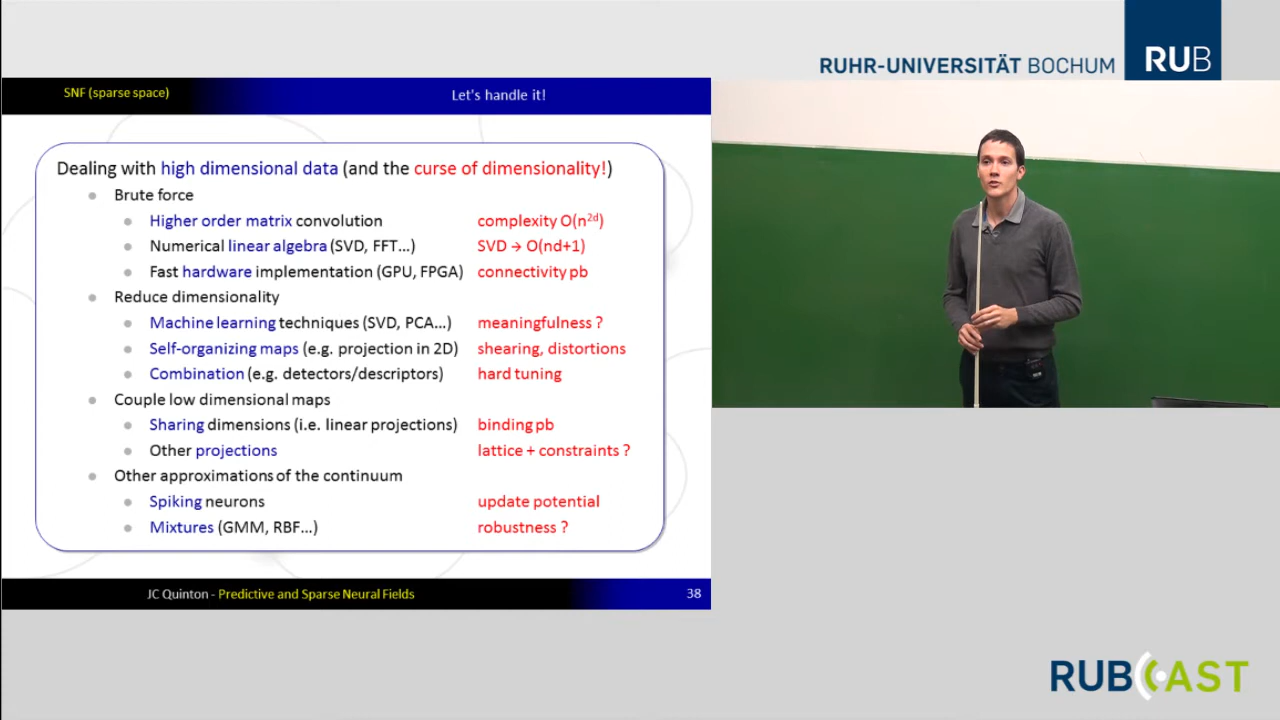 RUHR-UNIVERSITÄT BOCHUM RUB
SNF (sparse space) Let's handle it!
Dealing with high dimensional data (and the curse of dimensionality!)
Brute force
Higher order matrix convolution complexity O(n^2d)
Numerical linear algebra (SVD, FFT...) SVD → O(nd+1)
Fast hardware implementation (GPU, FPGA) connectivity pb
Reduce dimensionality
Machine learning techniques (SVD, PCA...) meaningfulness ?
Self-organizing maps (e.g. projection in 2D) shearing, distortions
Combination (e.g. detectors/descriptors) hard tuning
Couple low dimensional maps
Sharing dimensions (i.e. linear projections) binding pb
Other projections lattice + constraints ?
Other approximations of the continuum
Spiking neurons update potential
Mixtures (GMM, RBF...) robustness ?
JC Quinton - Predictive and Sparse Neural Fields 38
RUBCAST